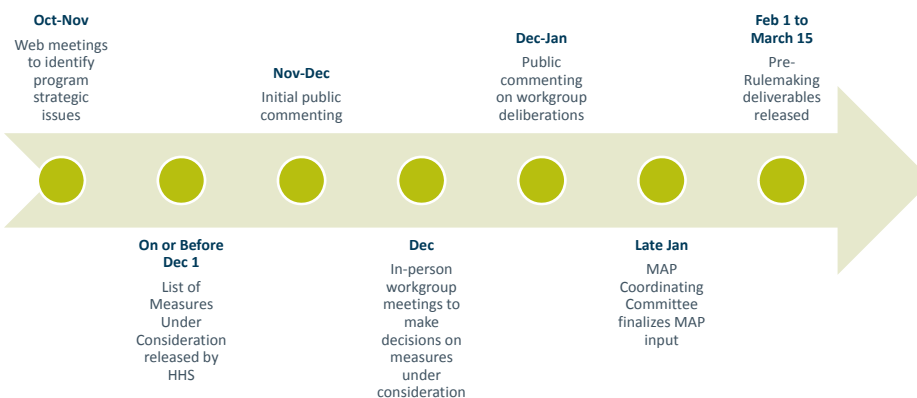 Oct-Nov
Web meetings
to identify
program
strategic
issues
On or Before
Dec 1
List of
Measures
Under
Consideration
released by
HHS
Nov-Dec
Initial public
commenting
Dec
In-person
workgroup
meetings to
make
decisions on
measures
under
consideration
Dec-Jan
Public
commenting
on workgroup
deliberations
Late Jan
MAP
Coordinating
Committee
finalizes MAP
input
Feb 1 to
March 15
Pre-
Rulemaking
deliverables
released